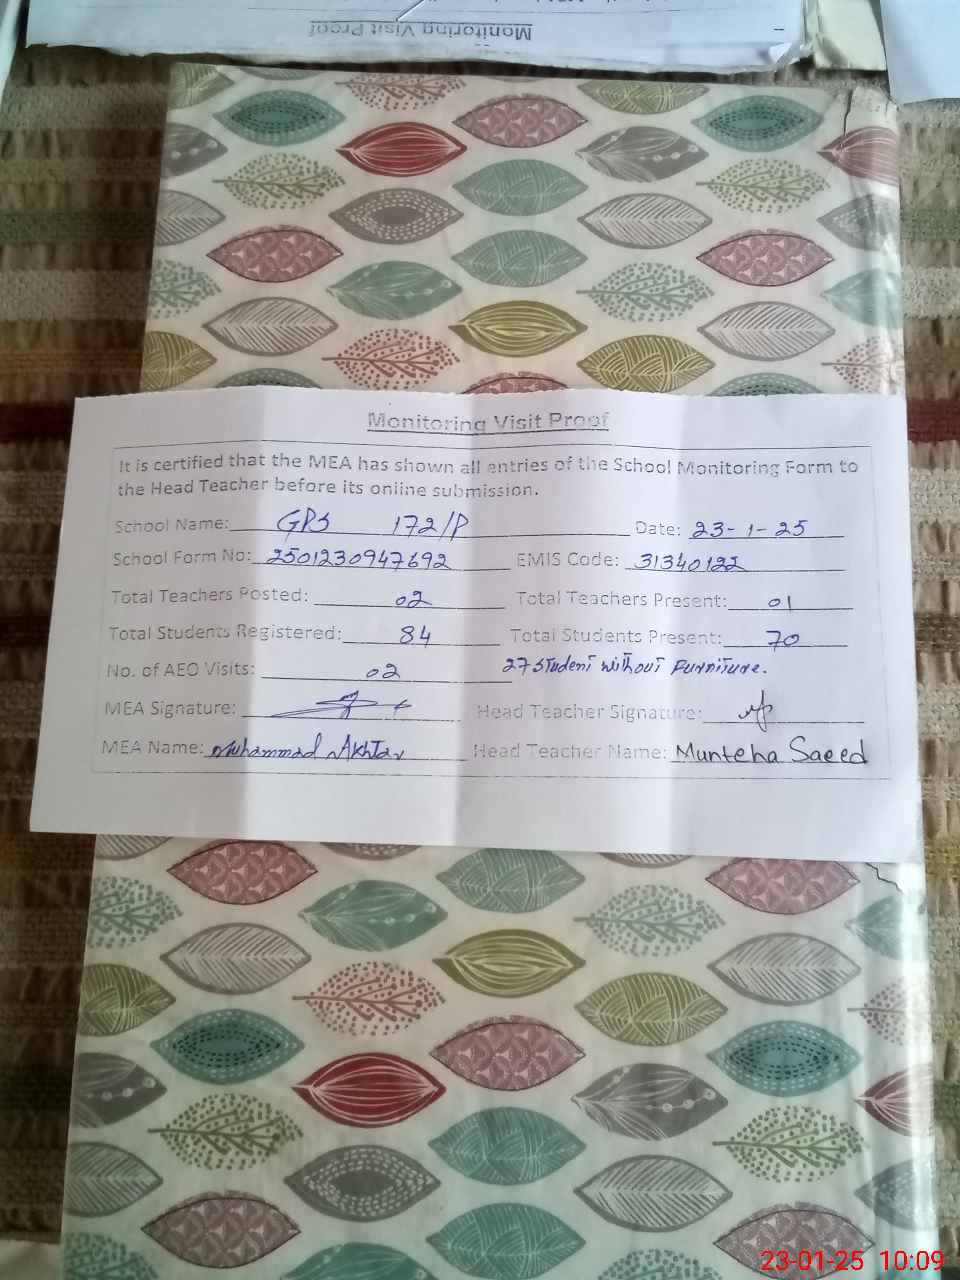 Monitoring Visit Proof
Monitoring Visit Proof
It is certified that the MEA has shown all entries of the School Monitoring Form to
the Head Teacher before its online submission.
School Name: GPS 172/P Date: 23-1-25
School Form No: 2501230947692 EMIS Code: 31340122
Total Teachers Posted: 02 Total Teachers Present: 01
Total Students Registered: 84 Total Students Present: 70
No. of AEO Visits: 02 27 student without furniture.
MEA Signature: Head Teacher Signature:
MEA Name: Muhammad Akhtar Head Teacher Name: Munteha Saeed
23-01-25 10:09